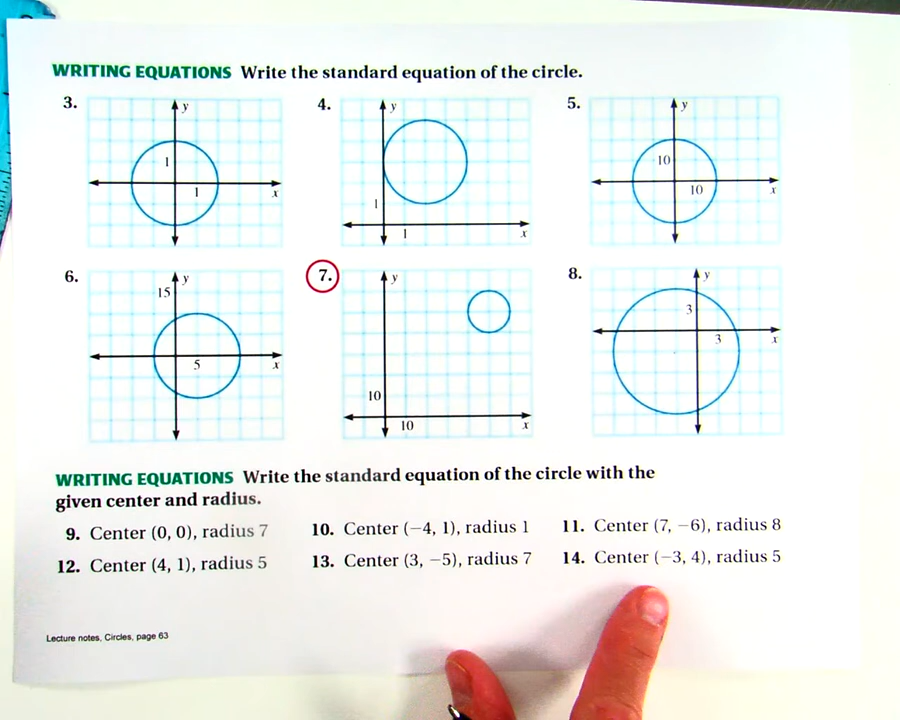 WRITING EQUATIONS Write the standard equation of the circle.
3. y 1 1 x
4. y 1 1 x
5. y 10 10 x
6. y 15 5 x
7. y 10 10 x
8. y 3 3 x
WRITING EQUATIONS Write the standard equation of the circle with the
given center and radius.
9. Center (0, 0), radius 7 10. Center (−4, 1), radius 1 11. Center (7, −6), radius 8
12. Center (4, 1), radius 5 13. Center (3, −5), radius 7 14. Center (−3, 4), radius 5
Lecture notes, Circles, page 63